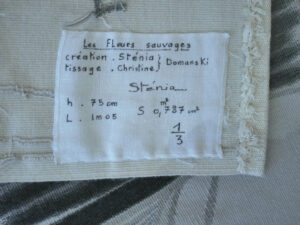 Les Fleurs sauvages
création . Sténia } Domanski
tissage . Christine
Sténia
h . 75 cm
L . 1m05
S 0,787 m²
1/3